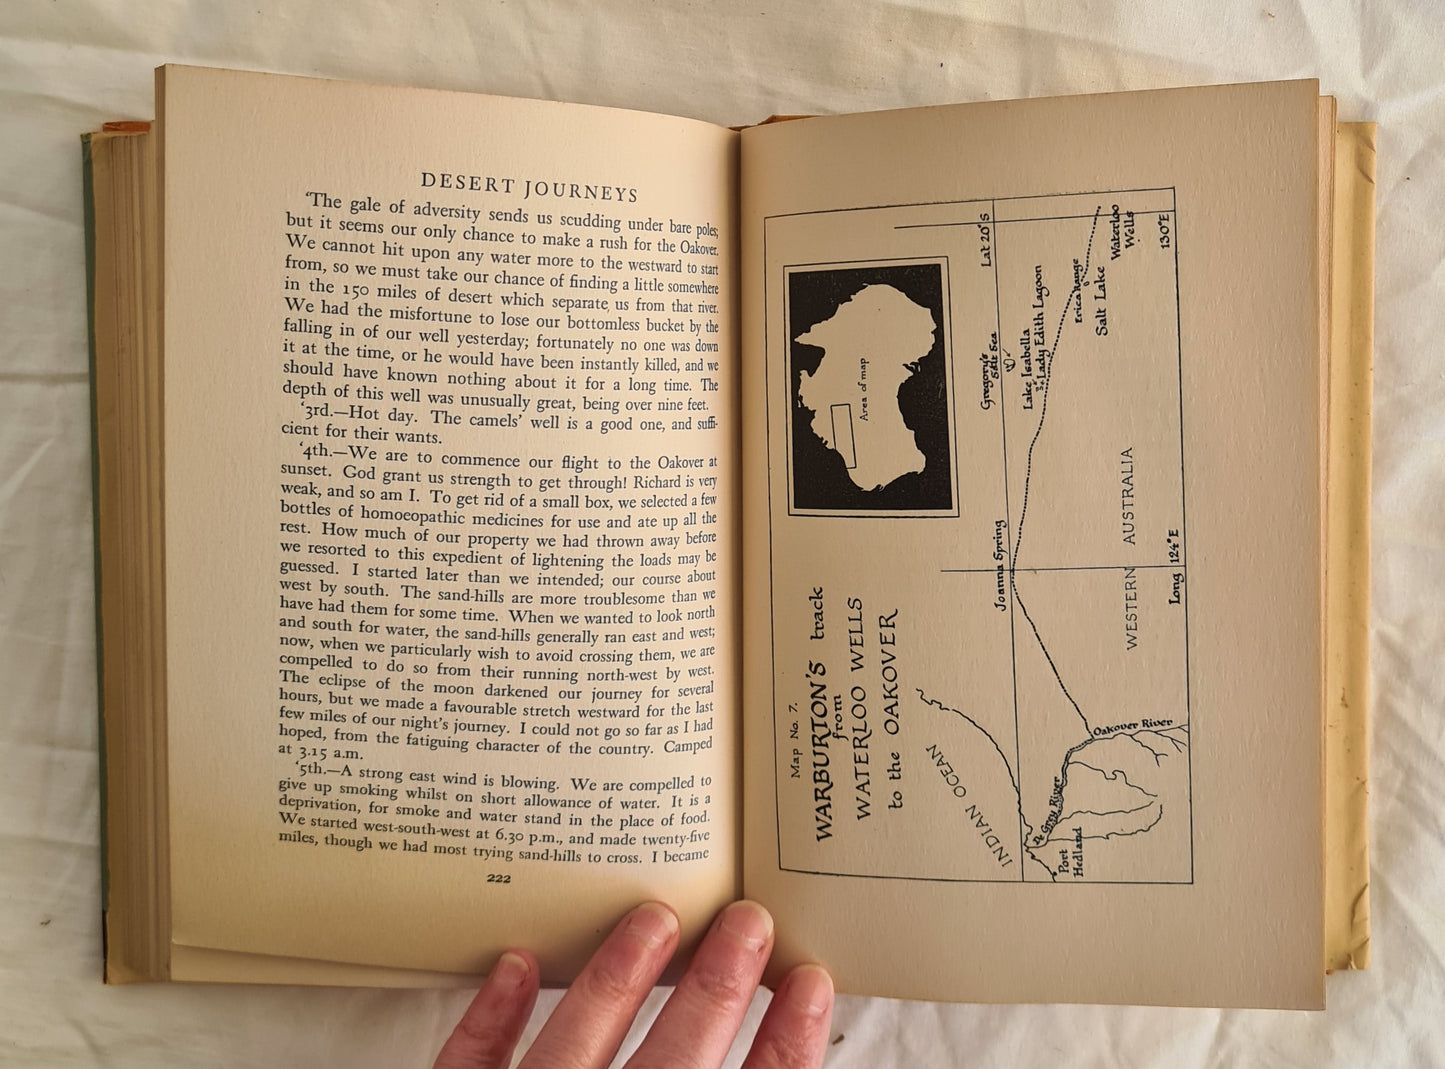 DESERT JOURNEYS
'The gale of adversity sends us scudding under bare poles;
but it seems our only chance to make a rush for the Oakover.
We cannot hit upon any water more to the westward to start
from, so we must take our chance of finding a little somewhere
in the 150 miles of desert which separate us from that river.
We had the misfortune to lose our bottomless bucket by the
falling in of our well yesterday; fortunately no one was down
it at the time, or he would have been instantly killed, and we
should have known nothing about it for a long time. The
depth of this well was unusually great, being over nine feet.
'3rd.—Hot day. The camels' well is a good one, and suffi-
cient for their wants.
'4th.—We are to commence our flight to the Oakover at
sunset. God grant us strength to get through! Richard is very
weak, and so am I. To get rid of a small box, we selected a few
bottles of homoeopathic medicines for use and ate up all the
rest. How much of our property we had thrown away before
we resorted to this expedient of lightening the loads may be
guessed. I started later than we intended; our course about
west by south. The sand-hills are more troublesome than we
have had them for some time. When we wanted to look north
and south for water, the sand-hills generally ran east and west;
now, when we particularly wish to avoid crossing them, we are
compelled to do so from their running north-west by west.
The eclipse of the moon darkened our journey for several
hours, but we made a favourable stretch westward for the last
few miles of our night's journey. I could not go so far as I had
hoped, from the fatiguing character of the country. Camped
at 3.15 a.m.
'5th.—A strong east wind is blowing. We are compelled to
give up smoking whilst on short allowance of water. It is a
deprivation, for smoke and water stand in the place of food.
We started west-south-west at 6.30 p.m., and made twenty-five
miles, though we had most trying sand-hills to cross. I became
222
Map No. 7.
WARBURTON'S track
from
WATERLOO WELLS
to the OAKOVER
Area of map
INDIAN OCEAN
Lat 20°S
Gregory's
Salt Sea
Lake Isabella
Lady Edith Lagoon
Erica Range
Salt Lake
Waterloo
Wells
130°E
Joanna Spring
WESTERN AUSTRALIA
Long 124°E
Oakover River
De Grey River
Port
Hedland